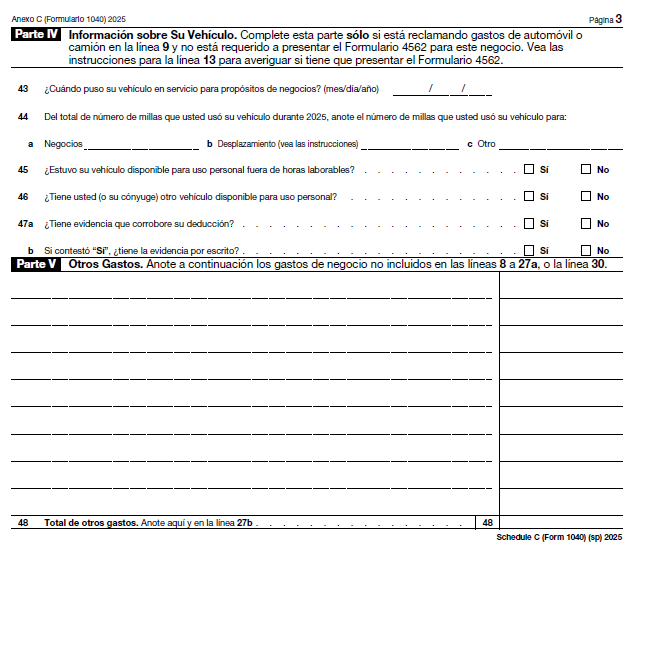 Anexo C (Formulario 1040) 2025 Página 3
Parte IV Información sobre Su Vehículo. Complete esta parte sólo si está reclamando gastos de automóvil o
camión en la línea 9 y no está requerido a presentar el Formulario 4562 para este negocio. Vea las
instrucciones para la línea 13 para averiguar si tiene que presentar el Formulario 4562.
43 ¿Cuándo puso su vehículo en servicio para propósitos de negocios? (mes/día/año) / /
44 Del total de número de millas que usted usó su vehículo durante 2025, anote el número de millas que usted usó su vehículo para:
a Negocios b Desplazamiento (vea las instrucciones) c Otro
45 ¿Estuvo su vehículo disponible para uso personal fuera de horas laborables? . . . . . . . . . . . . Sí No
46 ¿Tiene usted (o su cónyuge) otro vehículo disponible para uso personal? . . . . . . . . . . . . . Sí No
47a ¿Tiene evidencia que corrobore su deducción? . . . . . . . . . . . . . . . . . Sí No
b Si contestó “Sí”, ¿tiene la evidencia por escrito? . . . . . . . . . . . . . . . . . Sí No
Parte V Otros Gastos. Anote a continuación los gastos de negocio no incluidos en las líneas 8 a 27a, o la línea 30.
48 Total de otros gastos. Anote aquí y en la línea 27b . . . . . . . . . . . . . 48
Schedule C (Form 1040) (sp) 2025